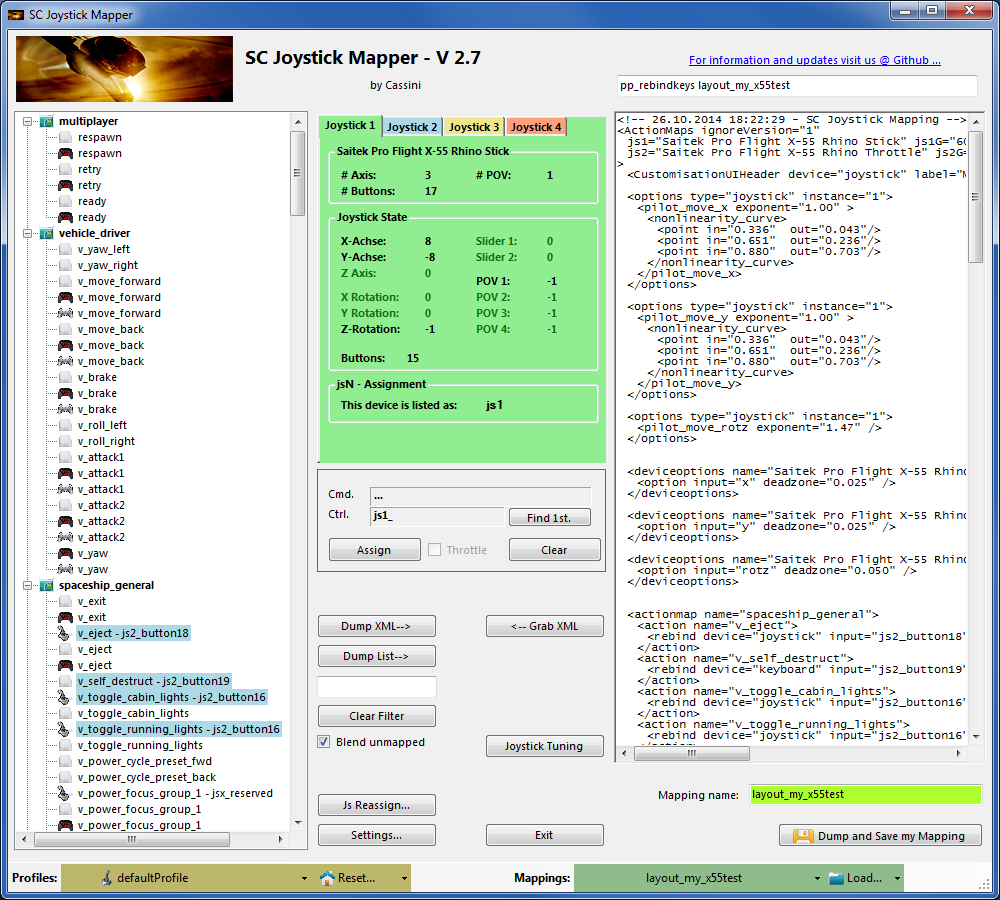 SC Joystick Mapper
SC Joystick Mapper - V 2.7
by Cassini
For information and updates visit us @ Github ...
pp_rebindkeys layout_my_x55test
multiplayer
respawn
respawn
retry
retry
ready
ready
vehicle_driver
v_yaw_left
v_yaw_right
v_move_forward
v_move_forward
v_move_forward
v_move_back
v_move_back
v_move_back
v_brake
v_brake
v_brake
v_roll_left
v_roll_right
v_attack1
v_attack1
v_attack1
v_attack2
v_attack2
v_attack2
v_yaw
v_yaw
spaceship_general
v_exit
v_exit
v_eject - js2_button18
v_eject
v_eject
v_self_destruct - js2_button19
v_toggle_cabin_lights - js2_button16
v_toggle_cabin_lights
v_toggle_running_lights - js2_button16
v_toggle_running_lights
v_power_cycle_preset_fwd
v_power_cycle_preset_back
v_power_focus_group_1 - jsx_reserved
v_power_focus_group_1
v_power_focus_group_1
Joystick 1 Joystick 2 Joystick 3 Joystick 4
Saitek Pro Flight X-55 Rhino Stick
# Axis: 3 # POV: 1
# Buttons: 17
Joystick State
X-Achse: 8 Slider 1: 0
Y-Achse: -8 Slider 2: 0
Z Axis: 0
POV 1: -1
X Rotation: 0 POV 2: -1
Y Rotation: 0 POV 3: -1
Z-Rotation: -1 POV 4: -1
Buttons: 15
jsN - Assignment
This device is listed as: js1
Cmd. ...
Ctrl. js1_ Find 1st.
Assign Throttle Clear
Dump XML--> <-- Grab XML
Dump List-->
Clear Filter
Blend unmapped
Joystick Tuning
Js Reassign...
Settings... Exit
<!-- 26.10.2014 18:22:29 - SC Joystick Mapping -->
<ActionMaps ignoreVersion="1"
js1="Saitek Pro Flight X-55 Rhino Stick" js1G="6
js2="Saitek Pro Flight X-55 Rhino Throttle" js2G=
>
<CustomisationUIHeader device="joystick" label="
<options type="joystick" instance="1">
<pilot_move_x exponent="1.00" >
<nonlinearity_curve>
<point in="0.336" out="0.043"/>
<point in="0.651" out="0.236"/>
<point in="0.880" out="0.703"/>
</nonlinearity_curve>
</pilot_move_x>
</options>
<options type="joystick" instance="1">
<pilot_move_y exponent="1.00" >
<nonlinearity_curve>
<point in="0.336" out="0.043"/>
<point in="0.651" out="0.236"/>
<point in="0.880" out="0.703"/>
</nonlinearity_curve>
</pilot_move_y>
</options>
<options type="joystick" instance="1">
<pilot_move_rotz exponent="1.47" />
</options>
<deviceoptions name="Saitek Pro Flight X-55 Rhin
<option input="x" deadzone="0.025" />
</deviceoptions>
<deviceoptions name="Saitek Pro Flight X-55 Rhin
<option input="y" deadzone="0.025" />
</deviceoptions>
<deviceoptions name="Saitek Pro Flight X-55 Rhin
<option input="rotz" deadzone="0.050" />
</deviceoptions>
<actionmap name="spaceship_general">
<action name="v_eject">
<rebind device="joystick" input="js2_button18"
</action>
<action name="v_self_destruct">
<rebind device="keyboard" input="js2_button19"
</action>
<action name="v_toggle_cabin_lights">
<rebind device="joystick" input="js2_button16"
</action>
<action name="v_toggle_running_lights">
<rebind device="joystick" input="js2_button16"
</action>
Mapping name: layout_my_x55test
Dump and Save my Mapping
Profiles: defaultProfile Reset... Mappings: layout_my_x55test Load...